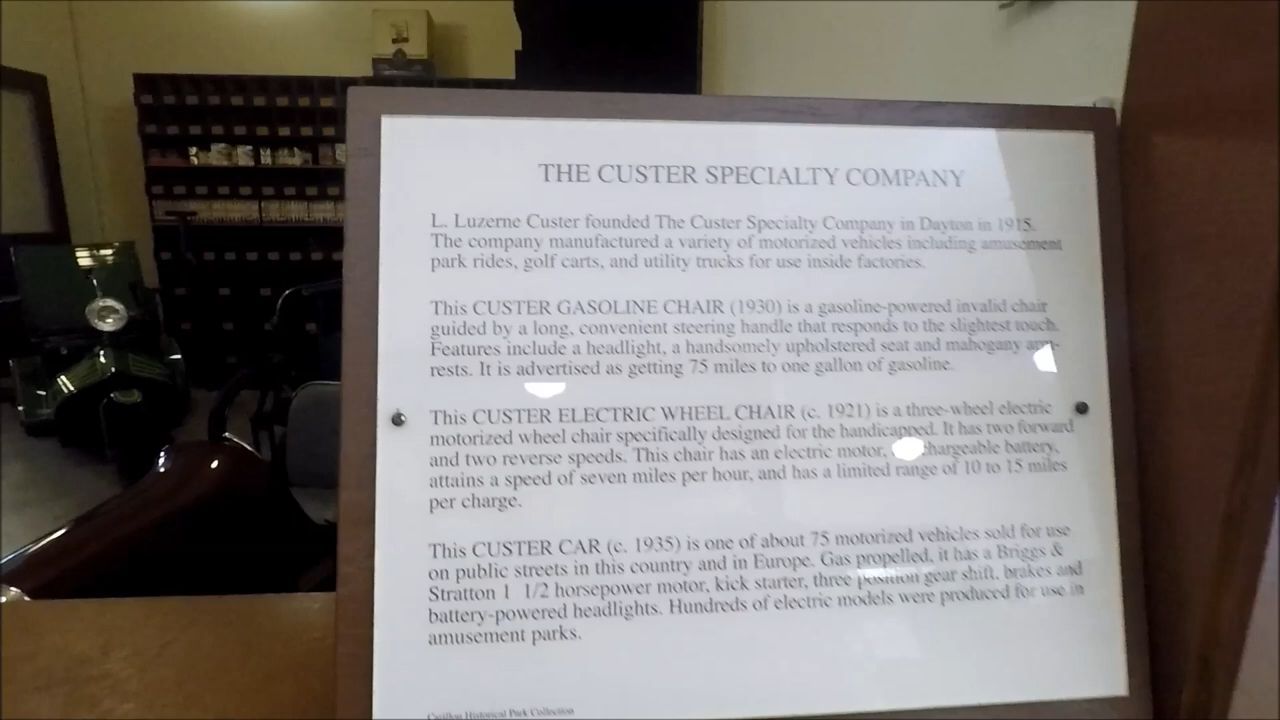 THE CUSTER SPECIALTY COMPANY
L. Luzerne Custer founded The Custer Specialty Company in Dayton in 1915.
The company manufactured a variety of motorized vehicles including amusement
park rides, golf carts, and utility trucks for use inside factories.
This CUSTER GASOLINE CHAIR (1930) is a gasoline-powered invalid chair
guided by a long, convenient steering handle that responds to the slightest touch.
Features include a headlight, a handsomely upholstered seat and mahogany arm-
rests. It is advertised as getting 75 miles to one gallon of gasoline.
This CUSTER ELECTRIC WHEEL CHAIR (c. 1921) is a three-wheel electric
motorized wheel chair specifically designed for the handicapped. It has two forward
and two reverse speeds. This chair has an electric motor, chargeable battery,
attains a speed of seven miles per hour, and has a limited range of 10 to 15 miles
per charge.
This CUSTER CAR (c. 1935) is one of about 75 motorized vehicles sold for use
on public streets in this country and in Europe. Gas propelled, it has a Briggs &
Stratton 1 1/2 horsepower motor, kick starter, three position gear shift, brakes and
battery-powered headlights. Hundreds of electric models were produced for use in
amusement parks.
Carillon Historical Park Collection